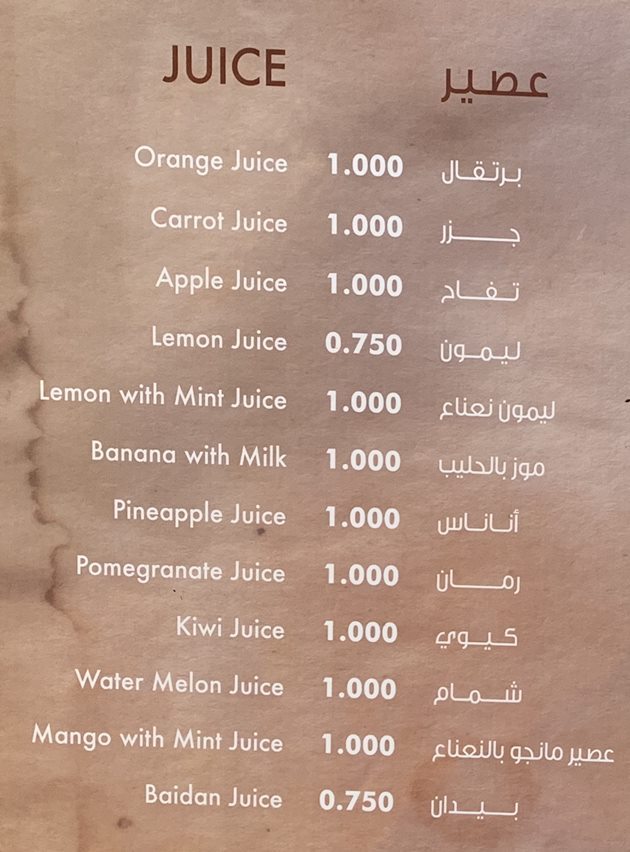 JUICE عصير
Orange Juice 1.000 برتقال
Carrot Juice 1.000 جزر
Apple Juice 1.000 تفاح
Lemon Juice 0.750 ليمون
Lemon with Mint Juice 1.000 ليمون نعناع
Banana with Milk 1.000 موز بالحليب
Pineapple Juice 1.000 أناناس
Pomegranate Juice 1.000 رمان
Kiwi Juice 1.000 كيوي
Water Melon Juice 1.000 شمام
Mango with Mint Juice 1.000 عصير مانجو بالنعناع
Baidan Juice 0.750 بيدان